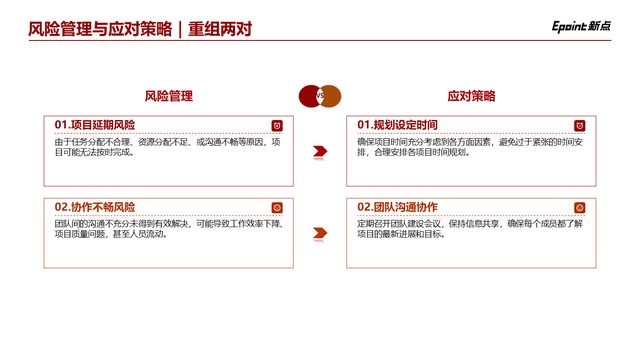 风险管理与应对策略｜重组两对
Epoint新点
风险管理
VS
应对策略
01.项目延期风险
由于任务分配不合理、资源分配不足、或沟通不畅等原因，项
目可能无法按时完成。
01.规划设定时间
确保项目时间充分考虑到各方面因素，避免过于紧张的时间安
排，合理安排各项目时间规划。
02.协作不畅风险
团队间的沟通不充分未得到有效解决，可能导致工作效率下降、
项目质量问题，甚至人员流动。
02.团队沟通协作
定期召开团队建设会议，保持信息共享，确保每个成员都了解
项目的最新进展和目标。